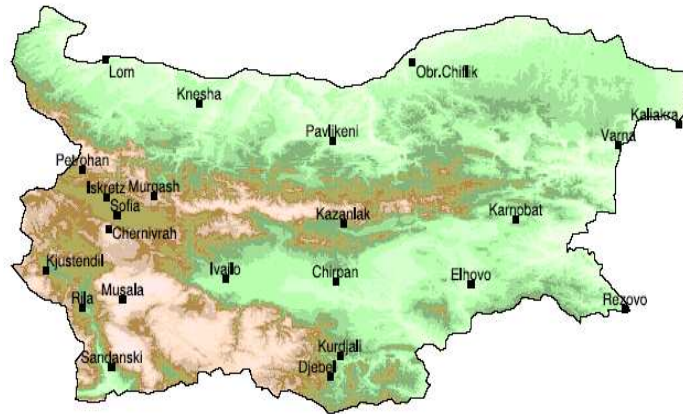 Lom
Obr.Chiflik
Knesha
Kaliakra
Pavlikeni
Varna
Petrohan
Iskretz
Murgash
Sofia
Kazanlak
Karnobat
Chernivrah
Kjustendil
Ivailo
Chirpan
Elhovo
Rila
Musala
Rezovo
Kurdjali
Sandanski
Djebel